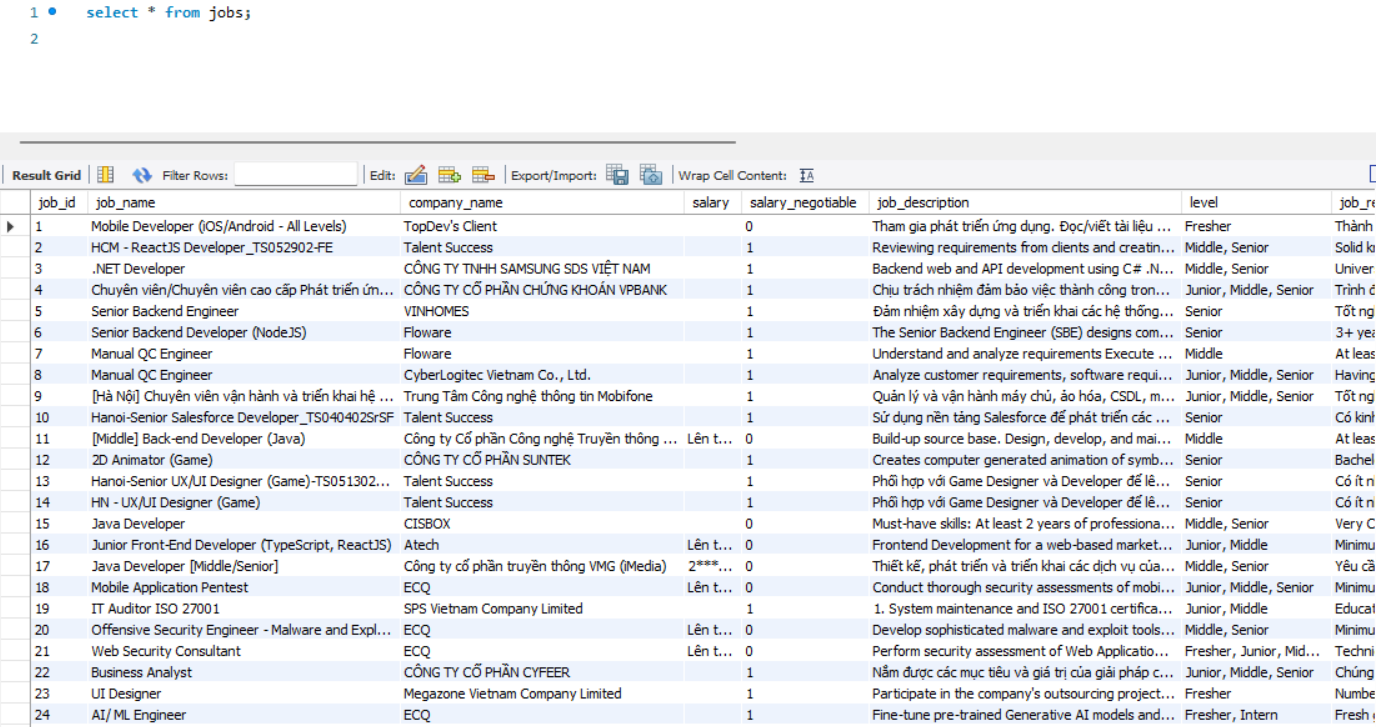 1 select * from jobs;
2
Result Grid Filter Rows: Edit: Export/Import: Wrap Cell Content:
job_id job_name company_name salary salary_negotiable job_description level job_re
1 Mobile Developer (iOS/Android - All Levels) TopDev's Client 0 Tham gia phát triển ứng dụng. Đọc/viết tài liệu ... Fresher Thành
2 HCM - ReactJS Developer_TS052902-FE Talent Success 1 Reviewing requirements from clients and creatin... Middle, Senior Solid k
3 .NET Developer CÔNG TY TNHH SAMSUNG SDS VIỆT NAM 1 Backend web and API development using C# .N... Middle, Senior Univer
4 Chuyên viên/Chuyên viên cao cấp Phát triển ứn... CÔNG TY CỔ PHẦN CHỨNG KHOÁN VPBANK 1 Chịu trách nhiệm đảm bảo việc thành công tron... Junior, Middle, Senior Trình đ
5 Senior Backend Engineer VINHOMES 1 Đảm nhiệm xây dựng và triển khai các hệ thống... Senior Tốt ng
6 Senior Backend Developer (NodeJS) Floware 1 The Senior Backend Engineer (SBE) designs com... Senior 3+ yea
7 Manual QC Engineer Floware 1 Understand and analyze requirements Execute ... Middle At leas
8 Manual QC Engineer CyberLogitec Vietnam Co., Ltd. 1 Analyze customer requirements, software requi... Junior, Middle, Senior Having
9 [Hà Nội] Chuyên viên vận hành và triển khai hệ ... Trung Tâm Công nghệ thông tin Mobifone 1 Quản lý và vận hành máy chủ, ảo hóa, CSDL, m... Junior, Middle, Senior Tốt ng
10 Hanoi-Senior Salesforce Developer_TS040402SrSF Talent Success 1 Sử dụng nền tảng Salesforce để phát triển các ... Senior Có kinh
11 [Middle] Back-end Developer (Java) Công ty Cổ phần Công nghệ Truyền thông ... Lên t... 0 Build-up source base. Design, develop, and mai... Middle At leas
12 2D Animator (Game) CÔNG TY CỔ PHẦN SUNTEK 1 Creates computer generated animation of symb... Senior Bachel
13 Hanoi-Senior UX/UI Designer (Game)-TS051302... Talent Success 1 Phối hợp với Game Designer và Developer để lê... Senior Có ít n
14 HN - UX/UI Designer (Game) Talent Success 1 Phối hợp với Game Designer và Developer để lê... Senior Có ít n
15 Java Developer CISBOX 0 Must-have skills: At least 2 years of professiona... Middle, Senior Very C
16 Junior Front-End Developer (TypeScript, ReactJS) Atech Lên t... 0 Frontend Development for a web-based market... Junior, Middle Minimu
17 Java Developer [Middle/Senior] Công ty cổ phần truyền thông VMG (iMedia) 2***... 0 Thiết kế, phát triển và triển khai các dịch vụ của... Middle, Senior Yêu cầ
18 Mobile Application Pentest ECQ Lên t... 0 Conduct thorough security assessments of mobi... Junior, Middle, Senior Minimu
19 IT Auditor ISO 27001 SPS Vietnam Company Limited 1 1. System maintenance and ISO 27001 certifica... Junior, Middle Educat
20 Offensive Security Engineer - Malware and Expl... ECQ Lên t... 0 Develop sophisticated malware and exploit tools... Middle, Senior Minimu
21 Web Security Consultant ECQ Lên t... 0 Perform security assessment of Web Applicatio... Fresher, Junior, Mid... Techni
22 Business Analyst CÔNG TY CỔ PHẦN CYFEER 1 Nắm được các mục tiêu và giá trị của giải pháp c... Junior, Middle, Senior Chứng
23 UI Designer Megazone Vietnam Company Limited 1 Participate in the company's outsourcing project... Fresher Numbe
24 AI/ ML Engineer ECQ 1 Fine-tune pre-trained Generative AI models and... Fresher, Intern Fresh